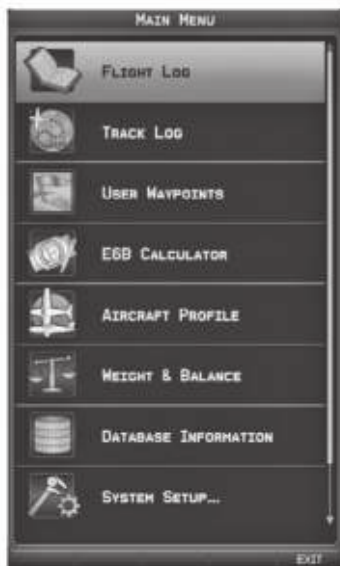 MAIN MENU
FLIGHT LOG
TRACK LOG
USER WAYPOINTS
E6B CALCULATOR
AIRCRAFT PROFILE
WEIGHT & BALANCE
DATABASE INFORMATION
SYSTEM SETUP...
EXIT